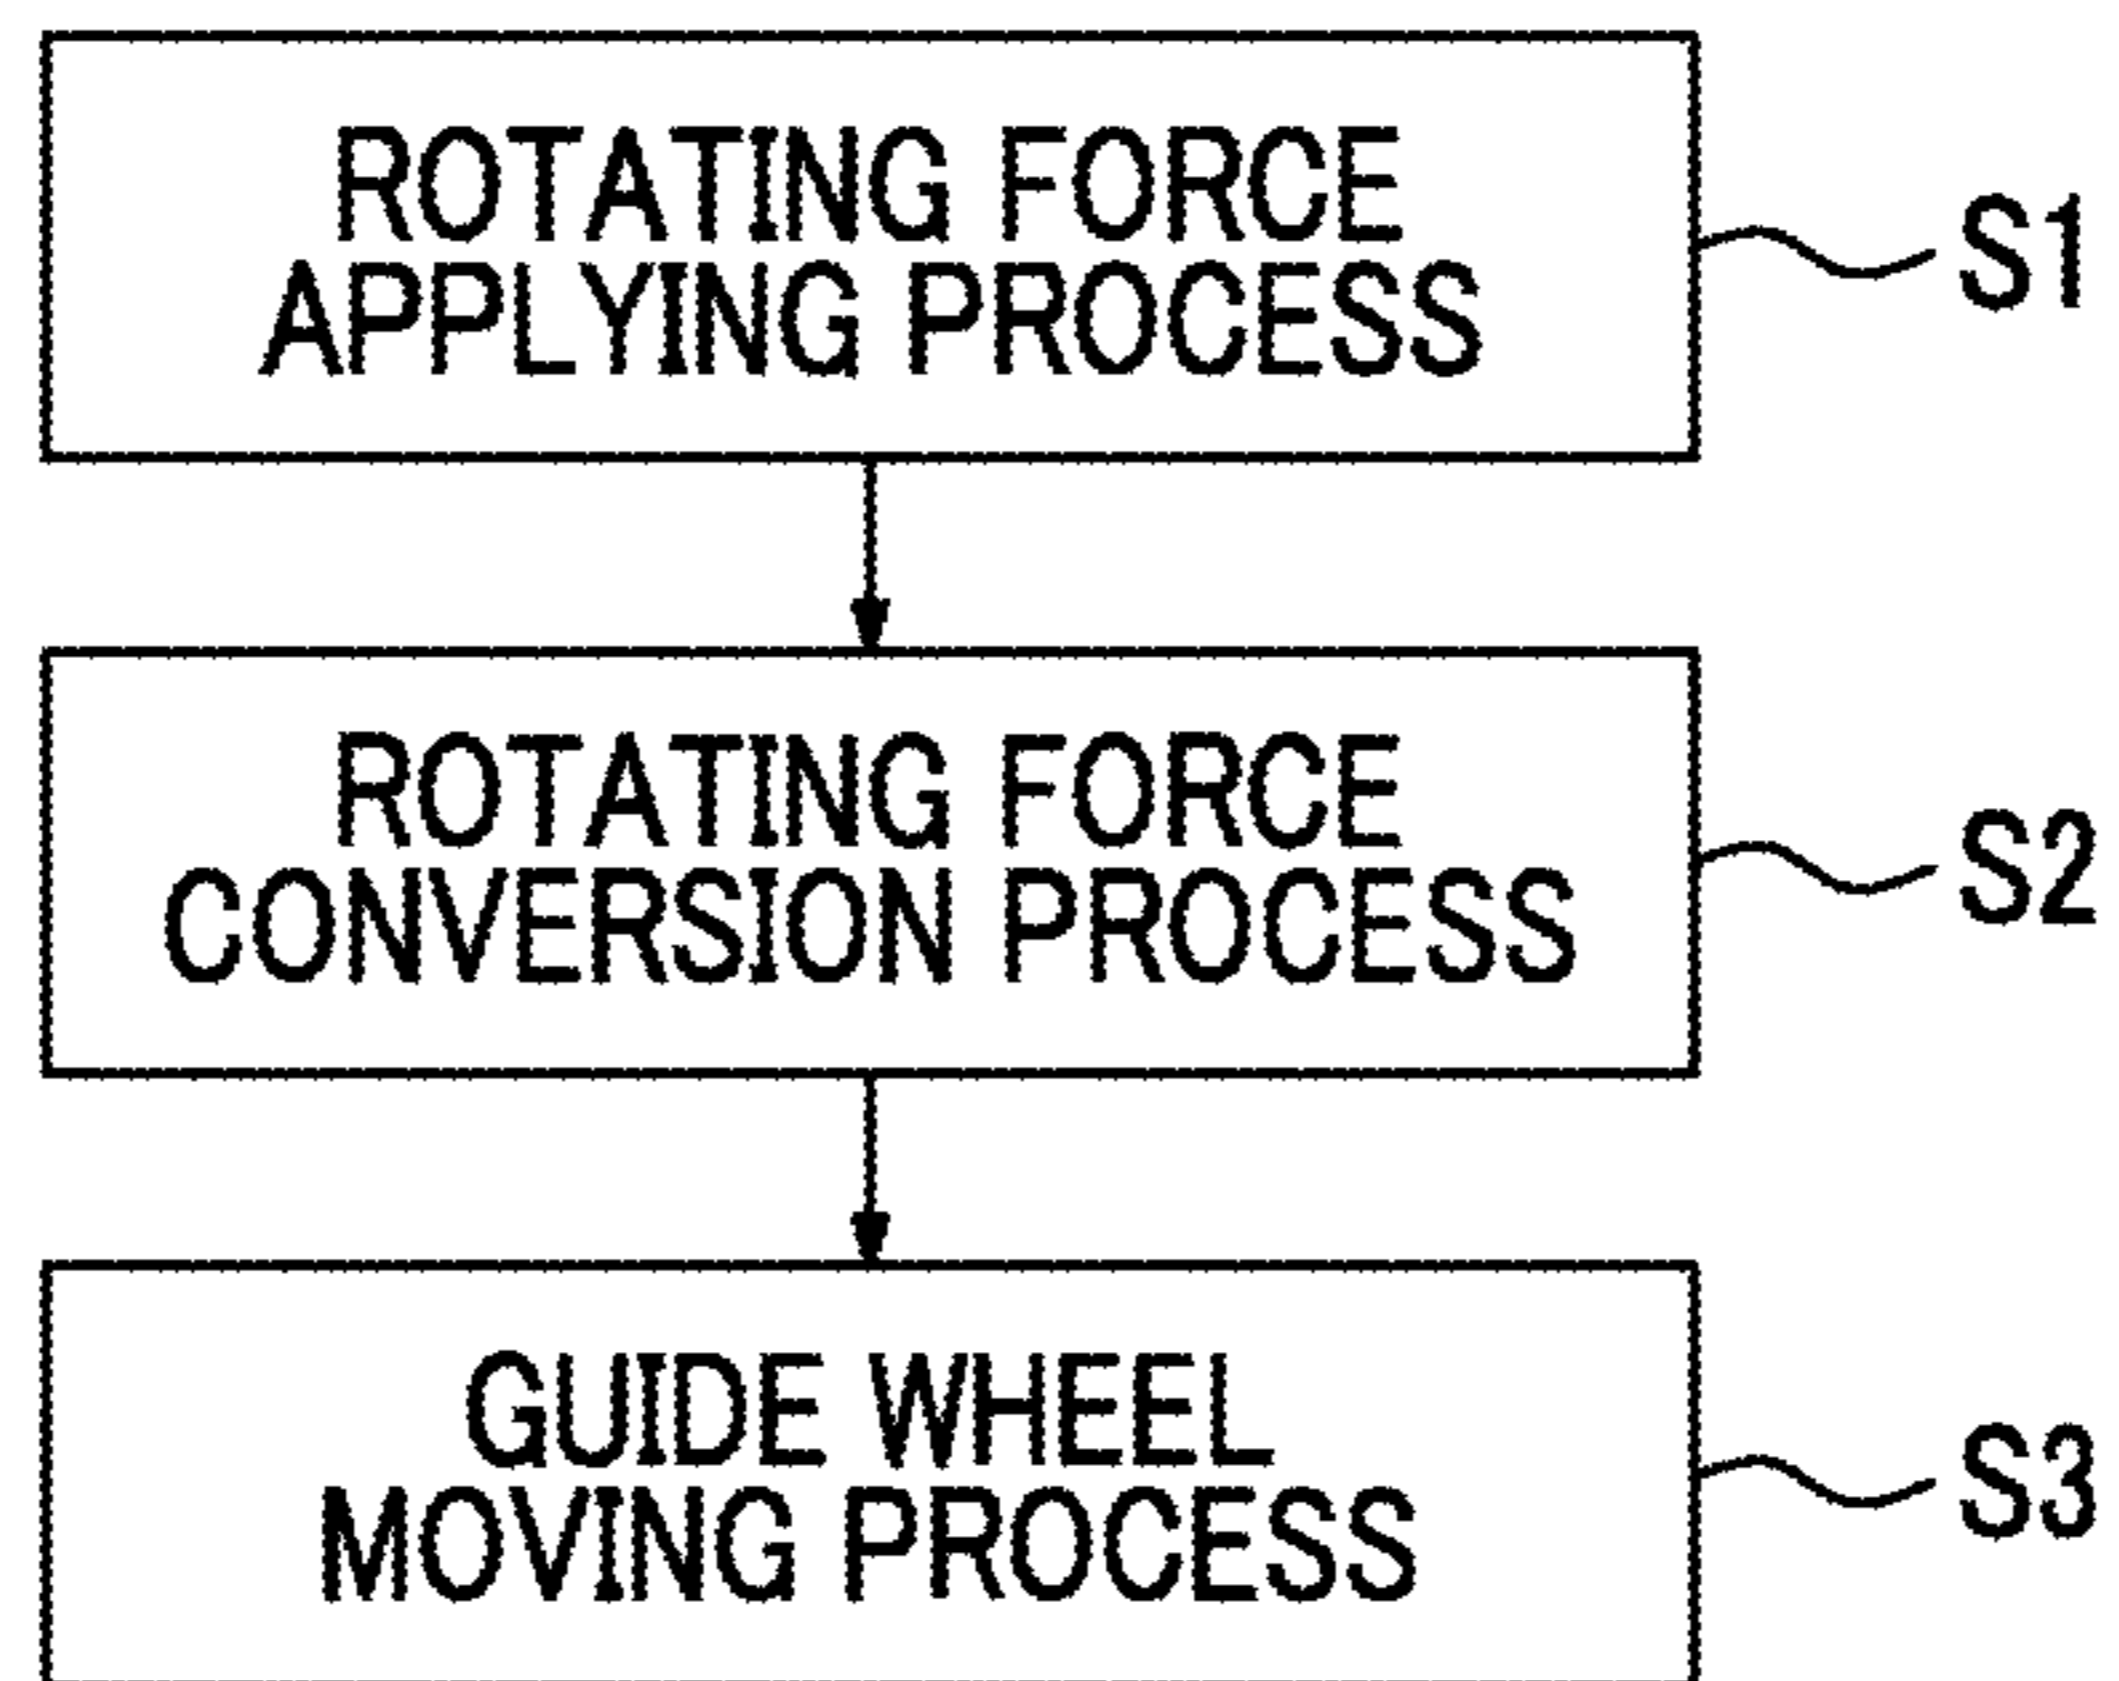 ROTATING FORCE
APPLYING PROCESS
S1
ROTATING FORCE
CONVERSION PROCESS
S2
GUIDE WHEEL
MOVING PROCESS
S3